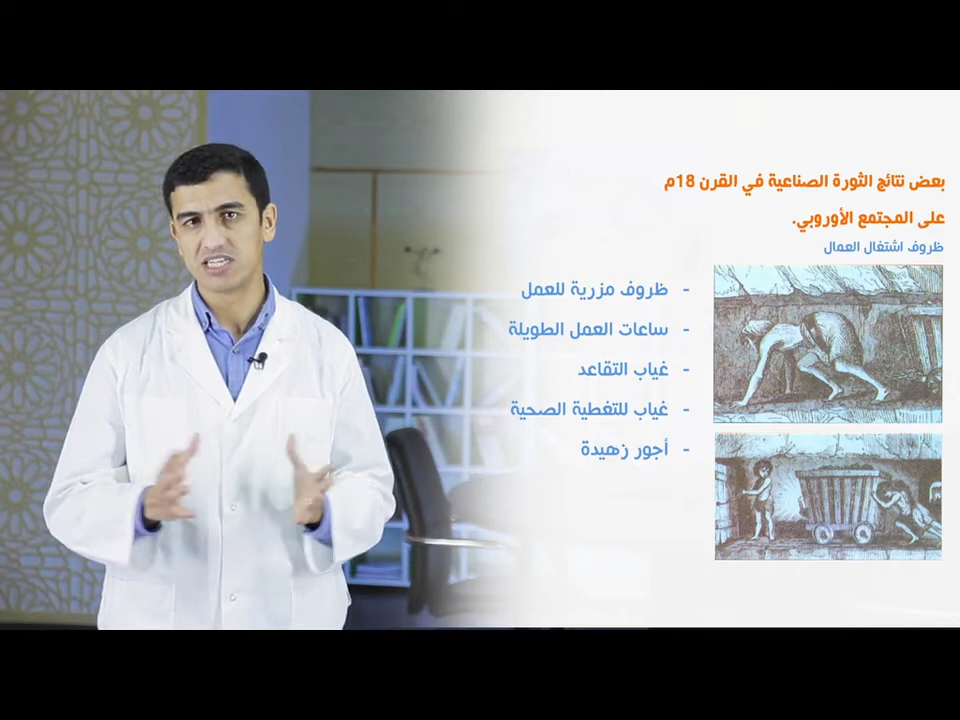 بعض نتائج الثورة الصناعية في القرن 18م
على المجتمع الأوروبي.
ظروف اشتغال العمال
- ظروف مزرية للعمل
- ساعات العمل الطويلة
- غياب التقاعد
- غياب للتغطية الصحية
- أجور زهيدة